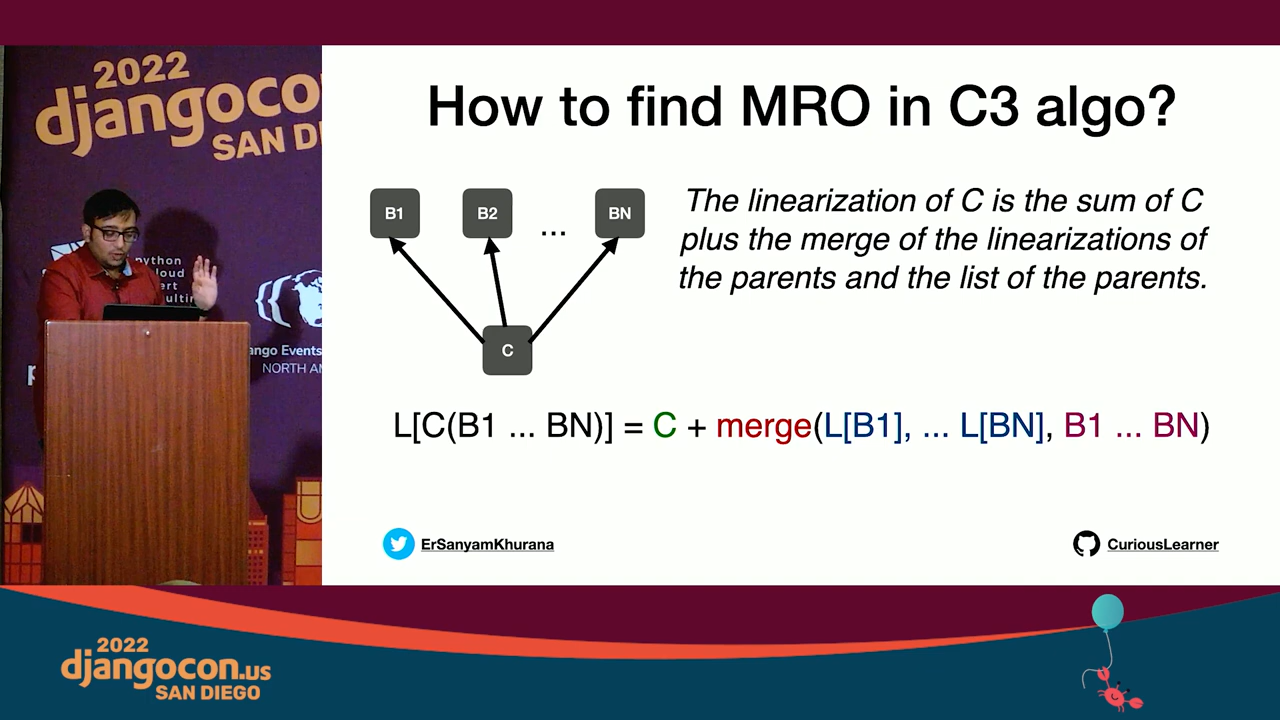 2022
djangoco
SAN DI
python
loud
ert
sulti
ango Events
NORTH AM
How to find MRO in C3 algo?
B1
B2
...
BN
C
The linearization of C is the sum of C
plus the merge of the linearizations of
the parents and the list of the parents.
L[C(B1 ... BN)] = C + merge(L[B1], ... L[BN], B1 ... BN)
ErSanyamKhurana
CuriousLearner
2022
djangocon.us
SAN DIEGO